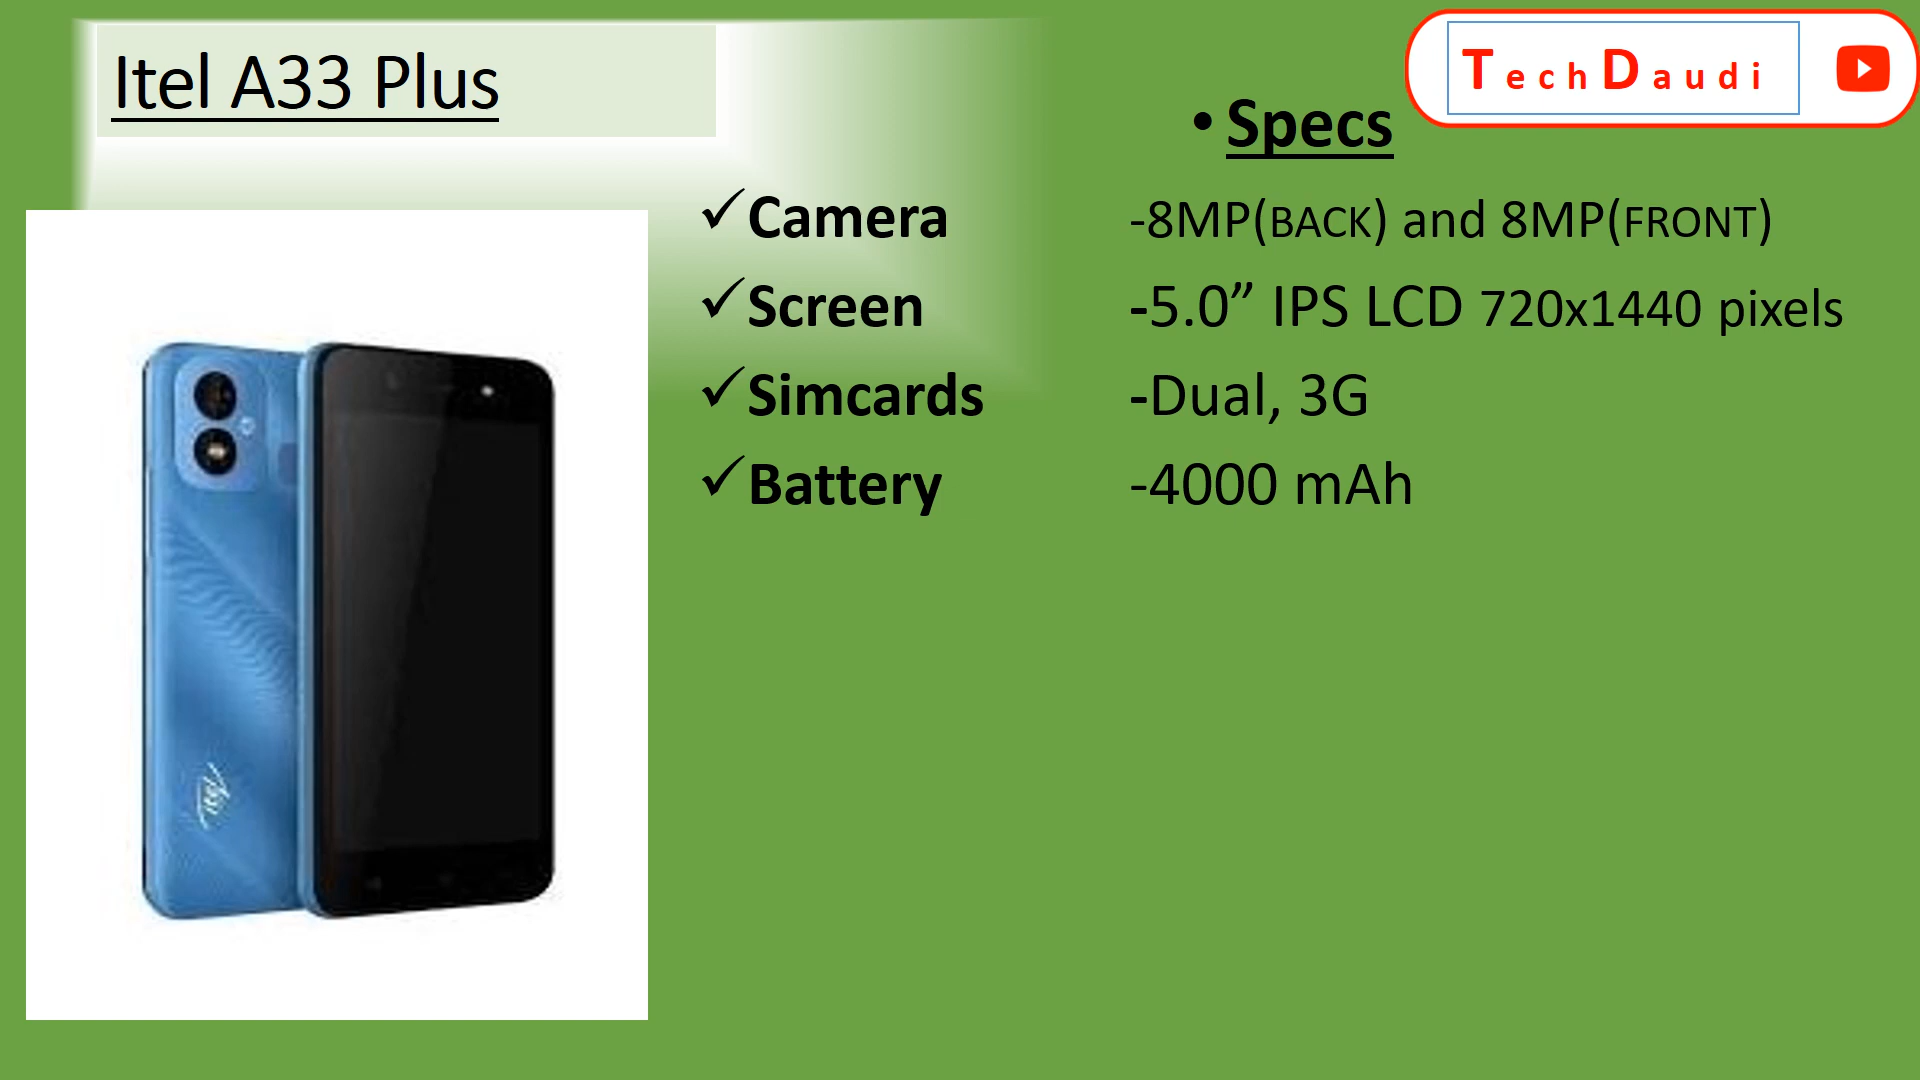 Itel A33 Plus
TechDaudi
• Specs
✓Camera -8MP(BACK) and 8MP(FRONT)
✓Screen -5.0” IPS LCD 720x1440 pixels
✓Simcards -Dual, 3G
✓Battery -4000 mAh
itel